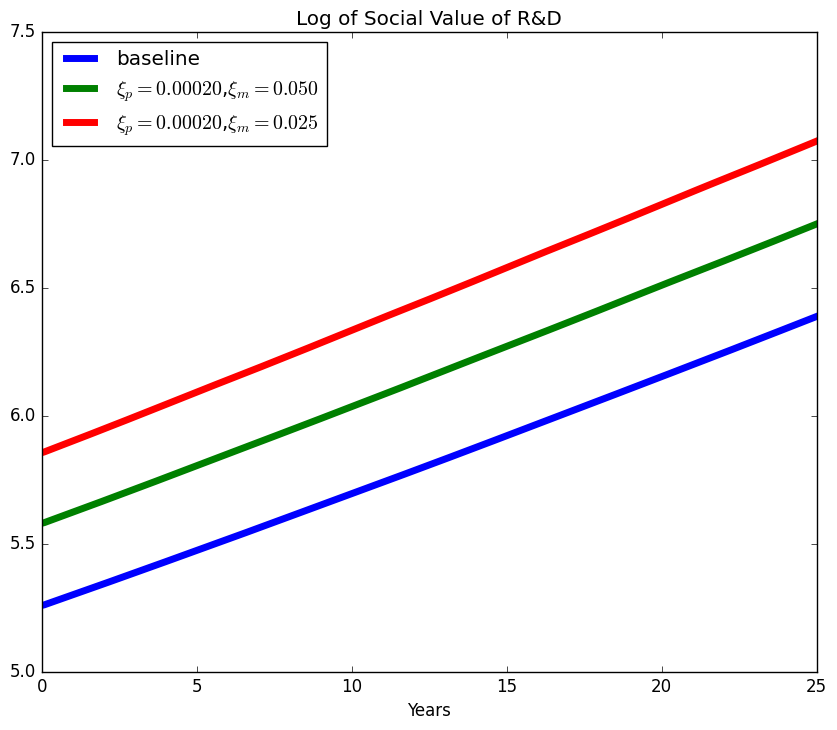 Log of Social Value of R&D
7.5
baseline
ξₚ = 0.00020,ξₘ = 0.050
ξₚ = 0.00020,ξₘ = 0.025
7.0
6.5
6.0
5.5
5.0
0 5 10 15 20 25
Years